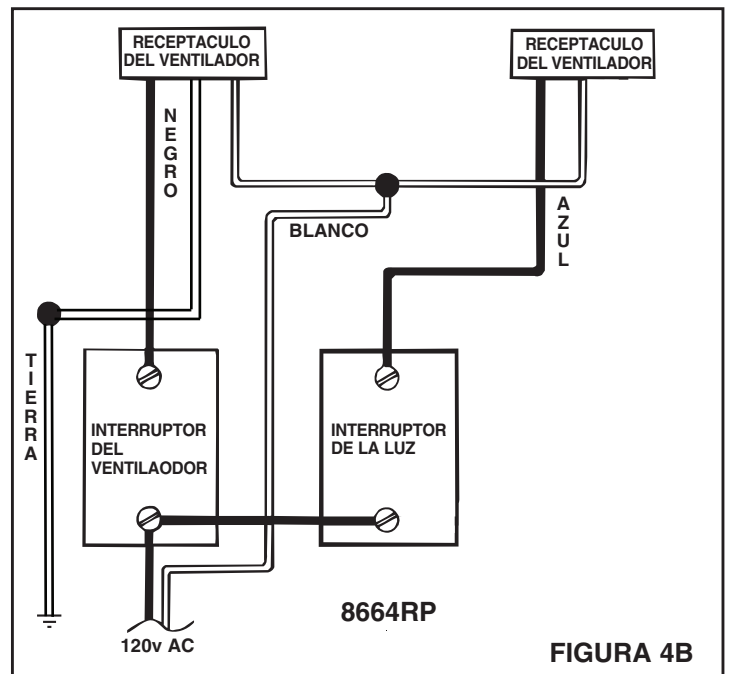 RECEPTACULO
DEL VENTILADOR
RECEPTACULO
DEL VENTILADOR
NEGRO
AZUL
BLANCO
TIERRA
INTERRUPTOR
DEL
VENTILAODOR
INTERRUPTOR
DE LA LUZ
8664RP
120v AC
FIGURA 4B